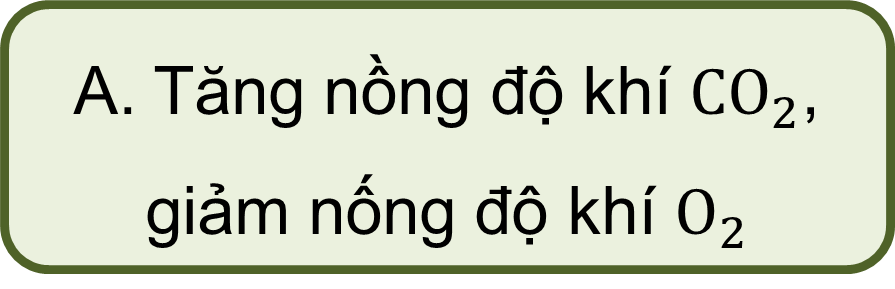 A. Tăng nồng độ khí CO₂,
giảm nống độ khí O₂